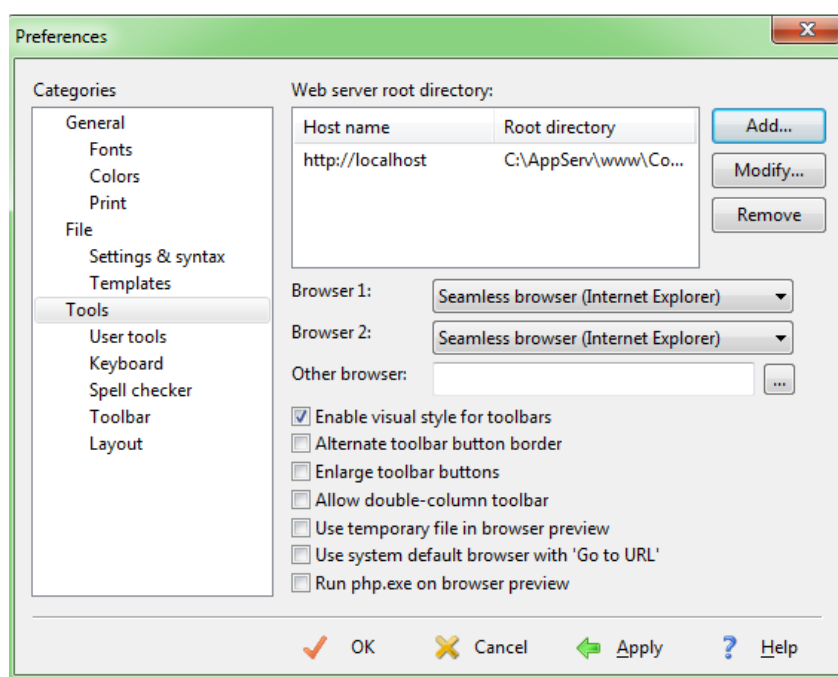 Preferences
Categories
General
Fonts
Colors
Print
File
Settings & syntax
Templates
Tools
User tools
Keyboard
Spell checker
Toolbar
Layout
Web server root directory:
Host name Root directory
http://localhost C:\AppServ\www\Co...
Add...
Modify...
Remove
Browser 1: Seamless browser (Internet Explorer)
Browser 2: Seamless browser (Internet Explorer)
Other browser: ...
Enable visual style for toolbars
Alternate toolbar button border
Enlarge toolbar buttons
Allow double-column toolbar
Use temporary file in browser preview
Use system default browser with 'Go to URL'
Run php.exe on browser preview
OK Cancel Apply ? Help